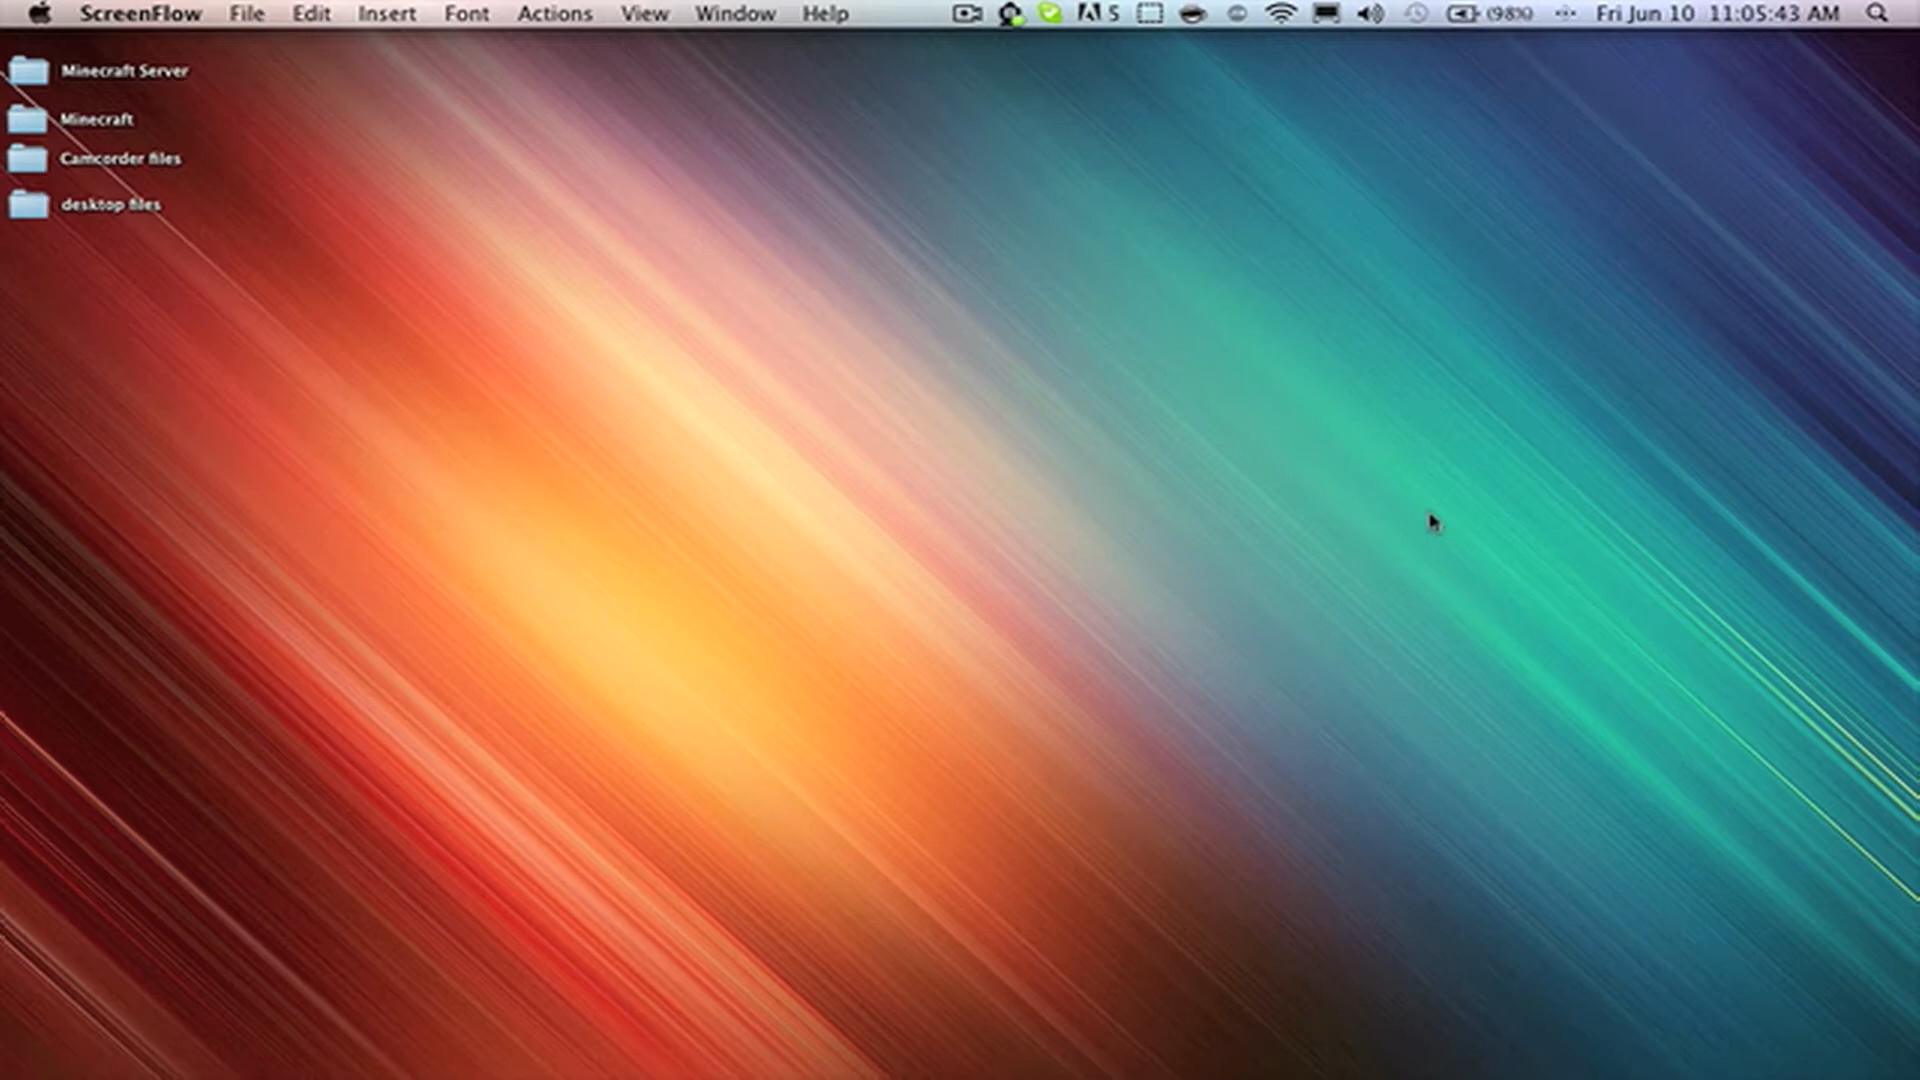 ScreenFlow File Edit Insert Font Actions View Window Help 5 (98%) Fri Jun 10 11:05:43 AM
Minecraft Server
Minecraft
Camcorder files
desktop files